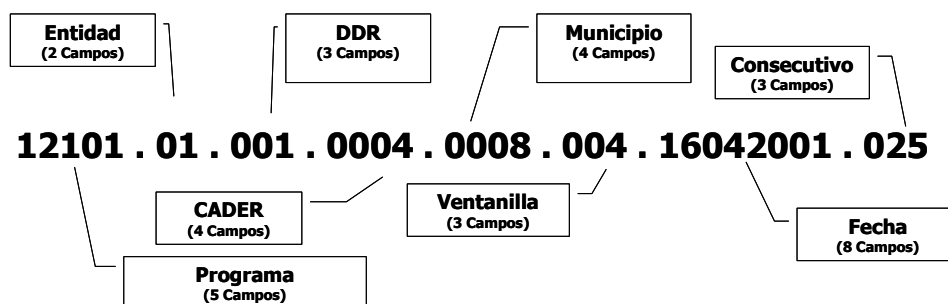 Entidad
(2 Campos)
DDR
(3 Campos)
Municipio
(4 Campos)
Consecutivo
(3 Campos)
12101 . 01 . 001 . 0004 . 0008 . 004 . 16042001 . 025
CADER
(4 Campos)
Ventanilla
(3 Campos)
Fecha
(8 Campos)
Programa
(5 Campos)